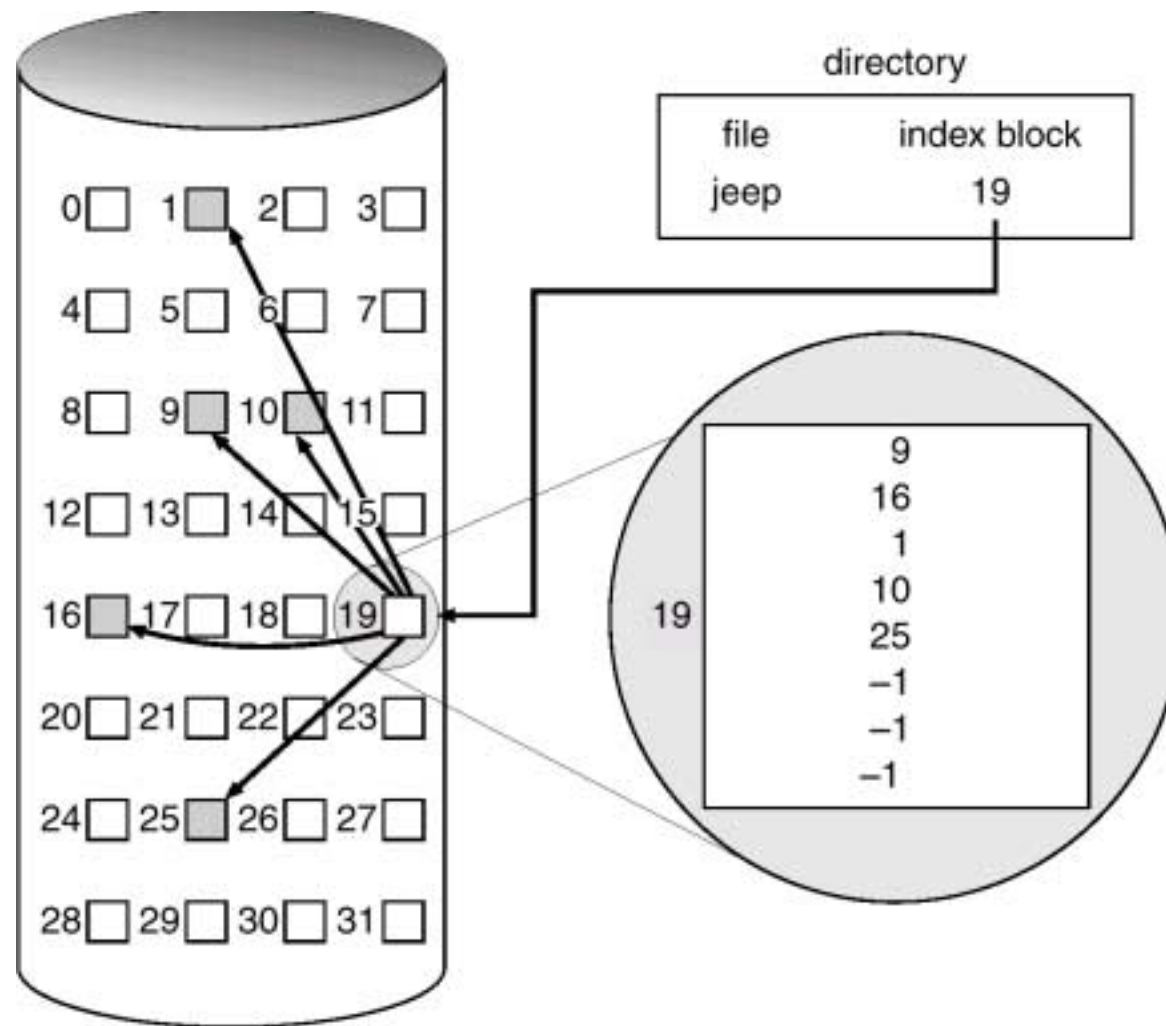 directory
file index block
jeep 19
0 1 2 3
4 5 6 7
8 9 10 11
12 13 14 15
16 17 18 19
20 21 22 23
24 25 26 27
28 29 30 31
19
9
16
1
10
25
–1
–1
–1